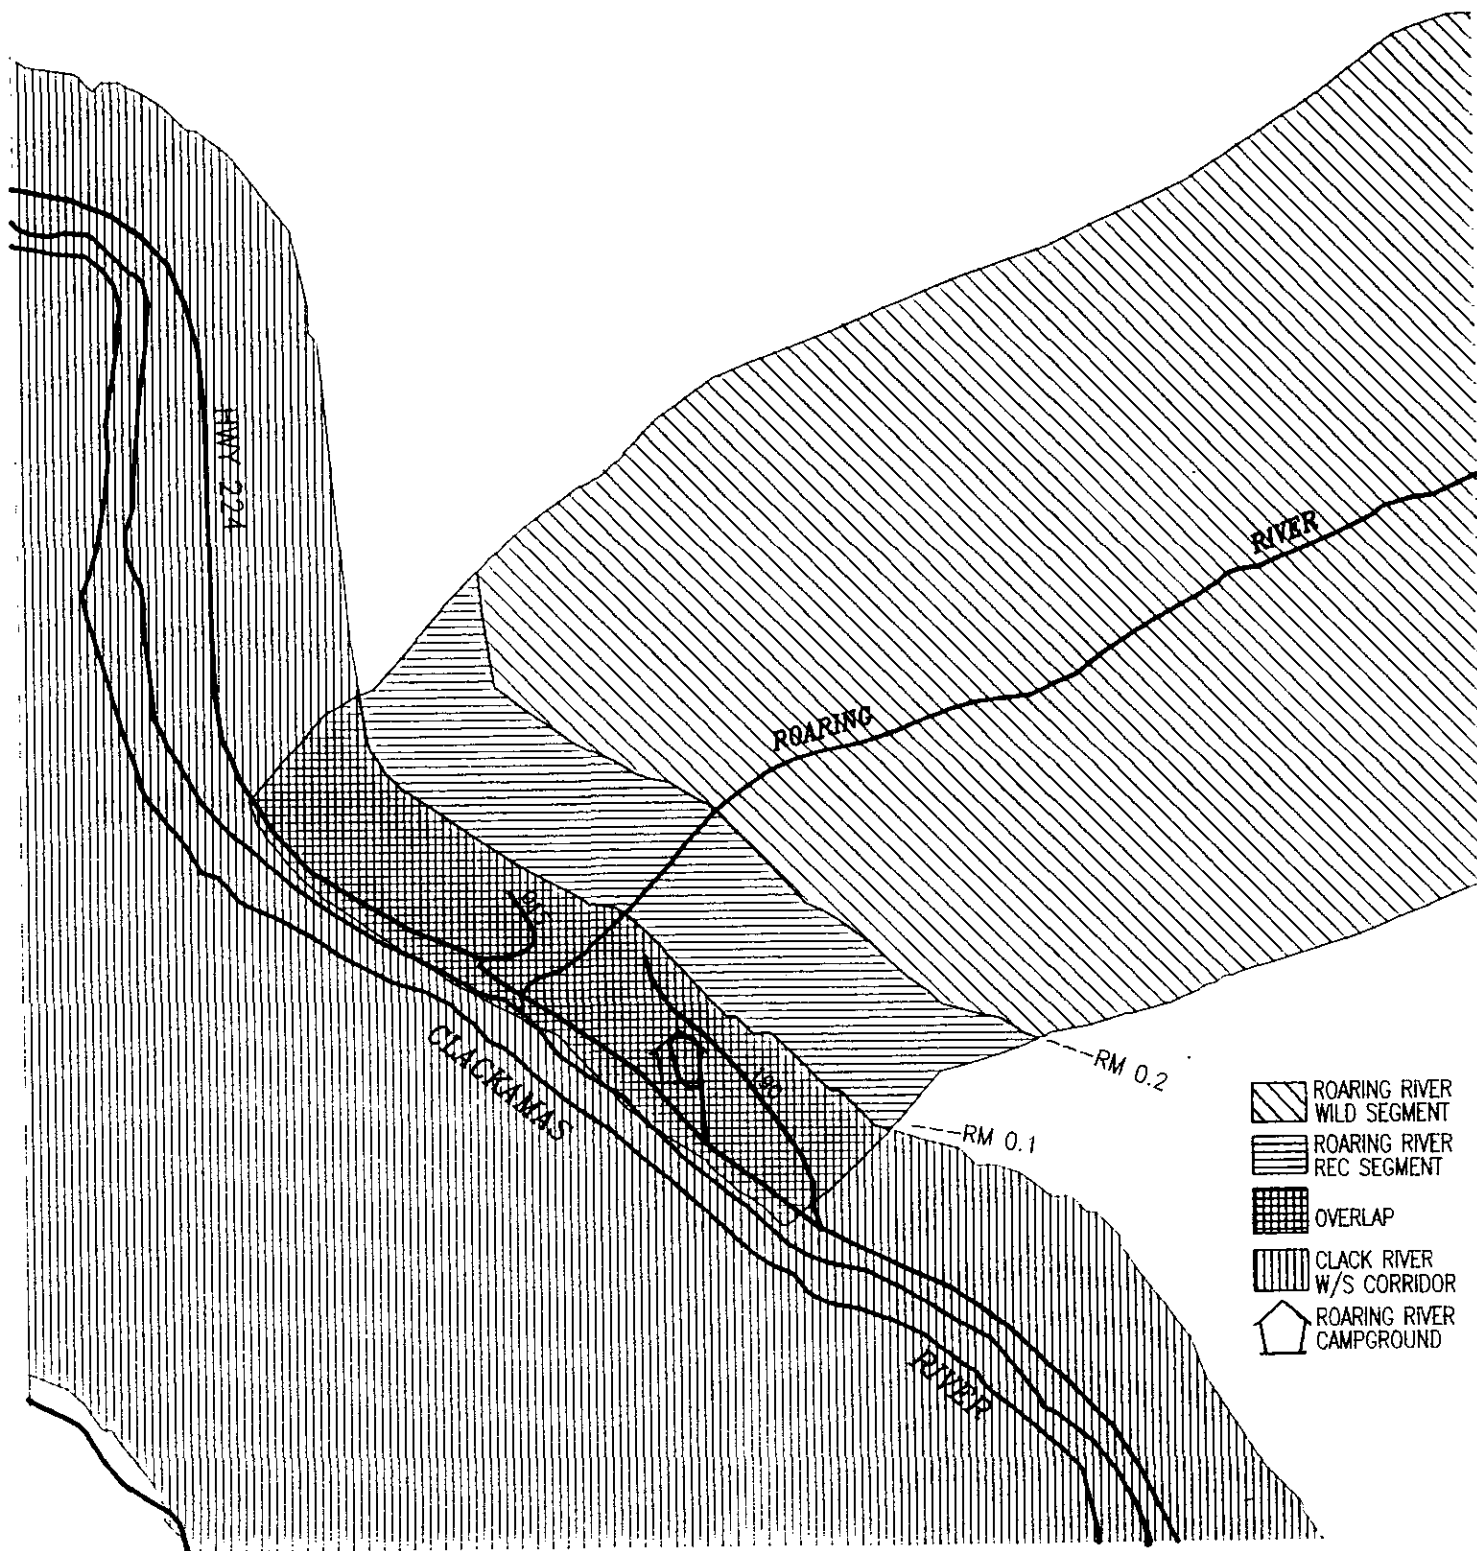 HWY 224
RIVER
ROARING
CLACKAMAS
RM 0.2
190
RM 0.1
RIVER
ROARING RIVER
WILD SEGMENT
ROARING RIVER
REC SEGMENT
OVERLAP
CLACK RIVER
W/S CORRIDOR
ROARING RIVER
CAMPGROUND